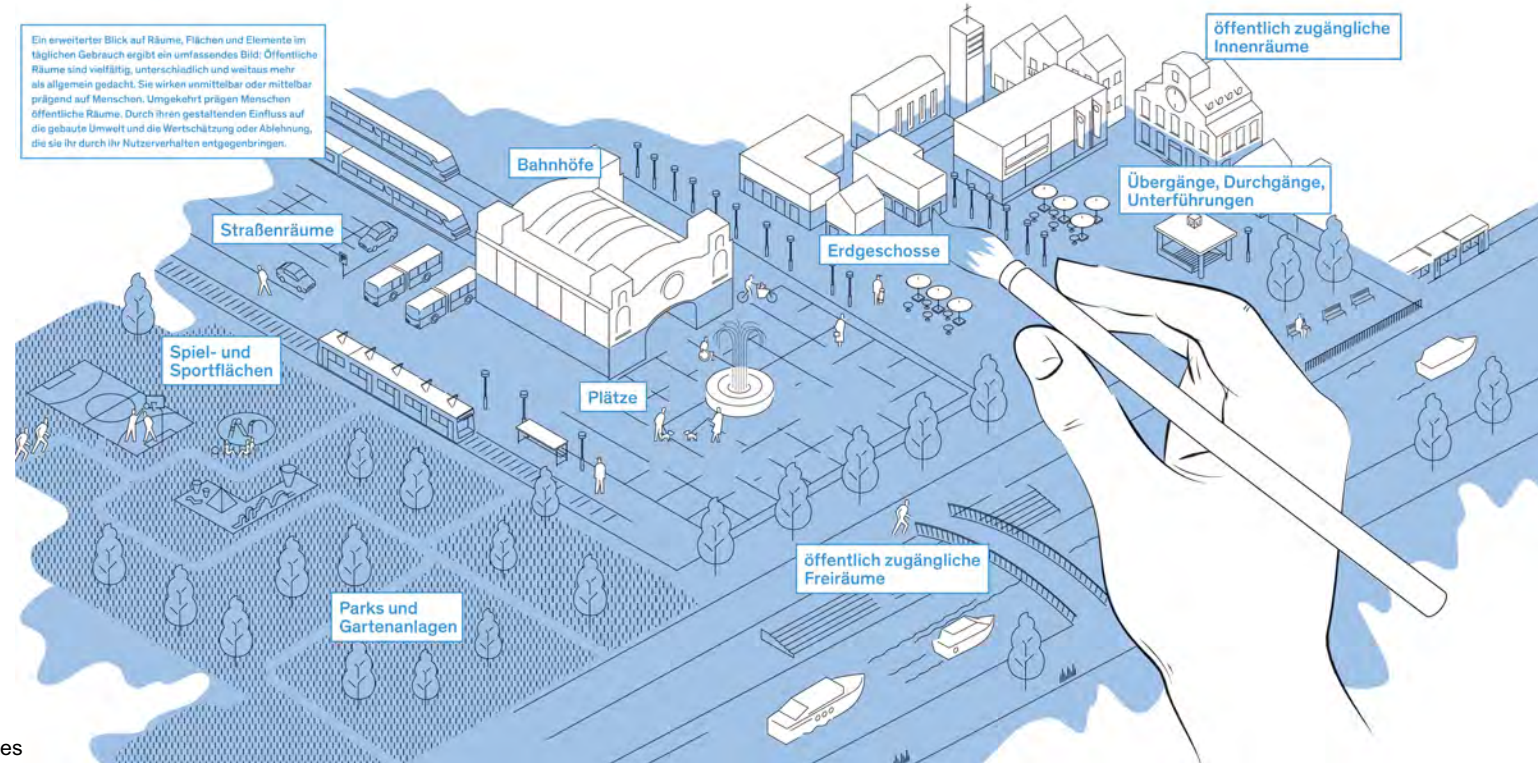 Ein erweiterter Blick auf Räume, Flächen und Elemente im
täglichen Gebrauch ergibt ein umfassendes Bild: Öffentliche
Räume sind vielfältig, unterschiedlich und weitaus mehr
als allgemein gedacht. Sie wirken unmittelbar oder mittelbar
prägend auf Menschen. Umgekehrt prägen Menschen
öffentliche Räume. Durch ihren gestaltenden Einfluss auf
die gebaute Umwelt und die Wertschätzung oder Ablehnung,
die sie ihr durch ihr Nutzerverhalten entgegenbringen.
öffentlich zugängliche
Innenräume
Bahnhöfe
Übergänge, Durchgänge,
Unterführungen
Straßenräume
Erdgeschosse
Spiel- und
Sportflächen
Plätze
öffentlich zugängliche
Freiräume
Parks und
Gartenanlagen
es